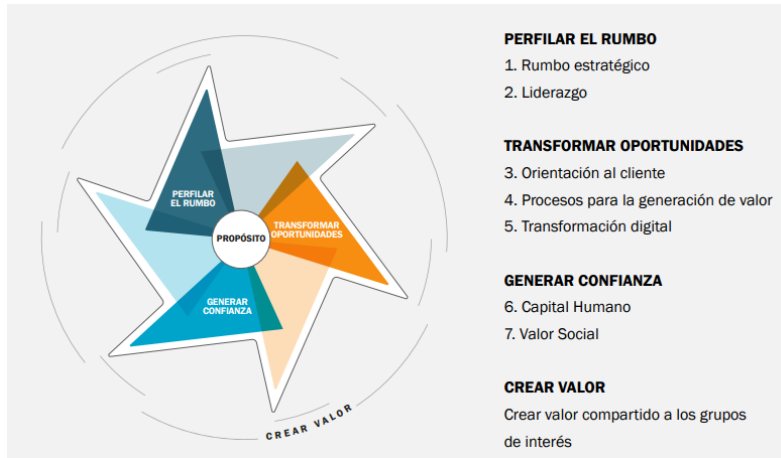 PERFILAR
EL RUMBO
PROPÓSITO
TRANSFORMAR
OPORTUNIDADES
GENERAR
CONFIANZA
CREAR VALOR
PERFILAR EL RUMBO
1. Rumbo estratégico
2. Liderazgo
TRANSFORMAR OPORTUNIDADES
3. Orientación al cliente
4. Procesos para la generación de valor
5. Transformación digital
GENERAR CONFIANZA
6. Capital Humano
7. Valor Social
CREAR VALOR
Crear valor compartido a los grupos
de interés